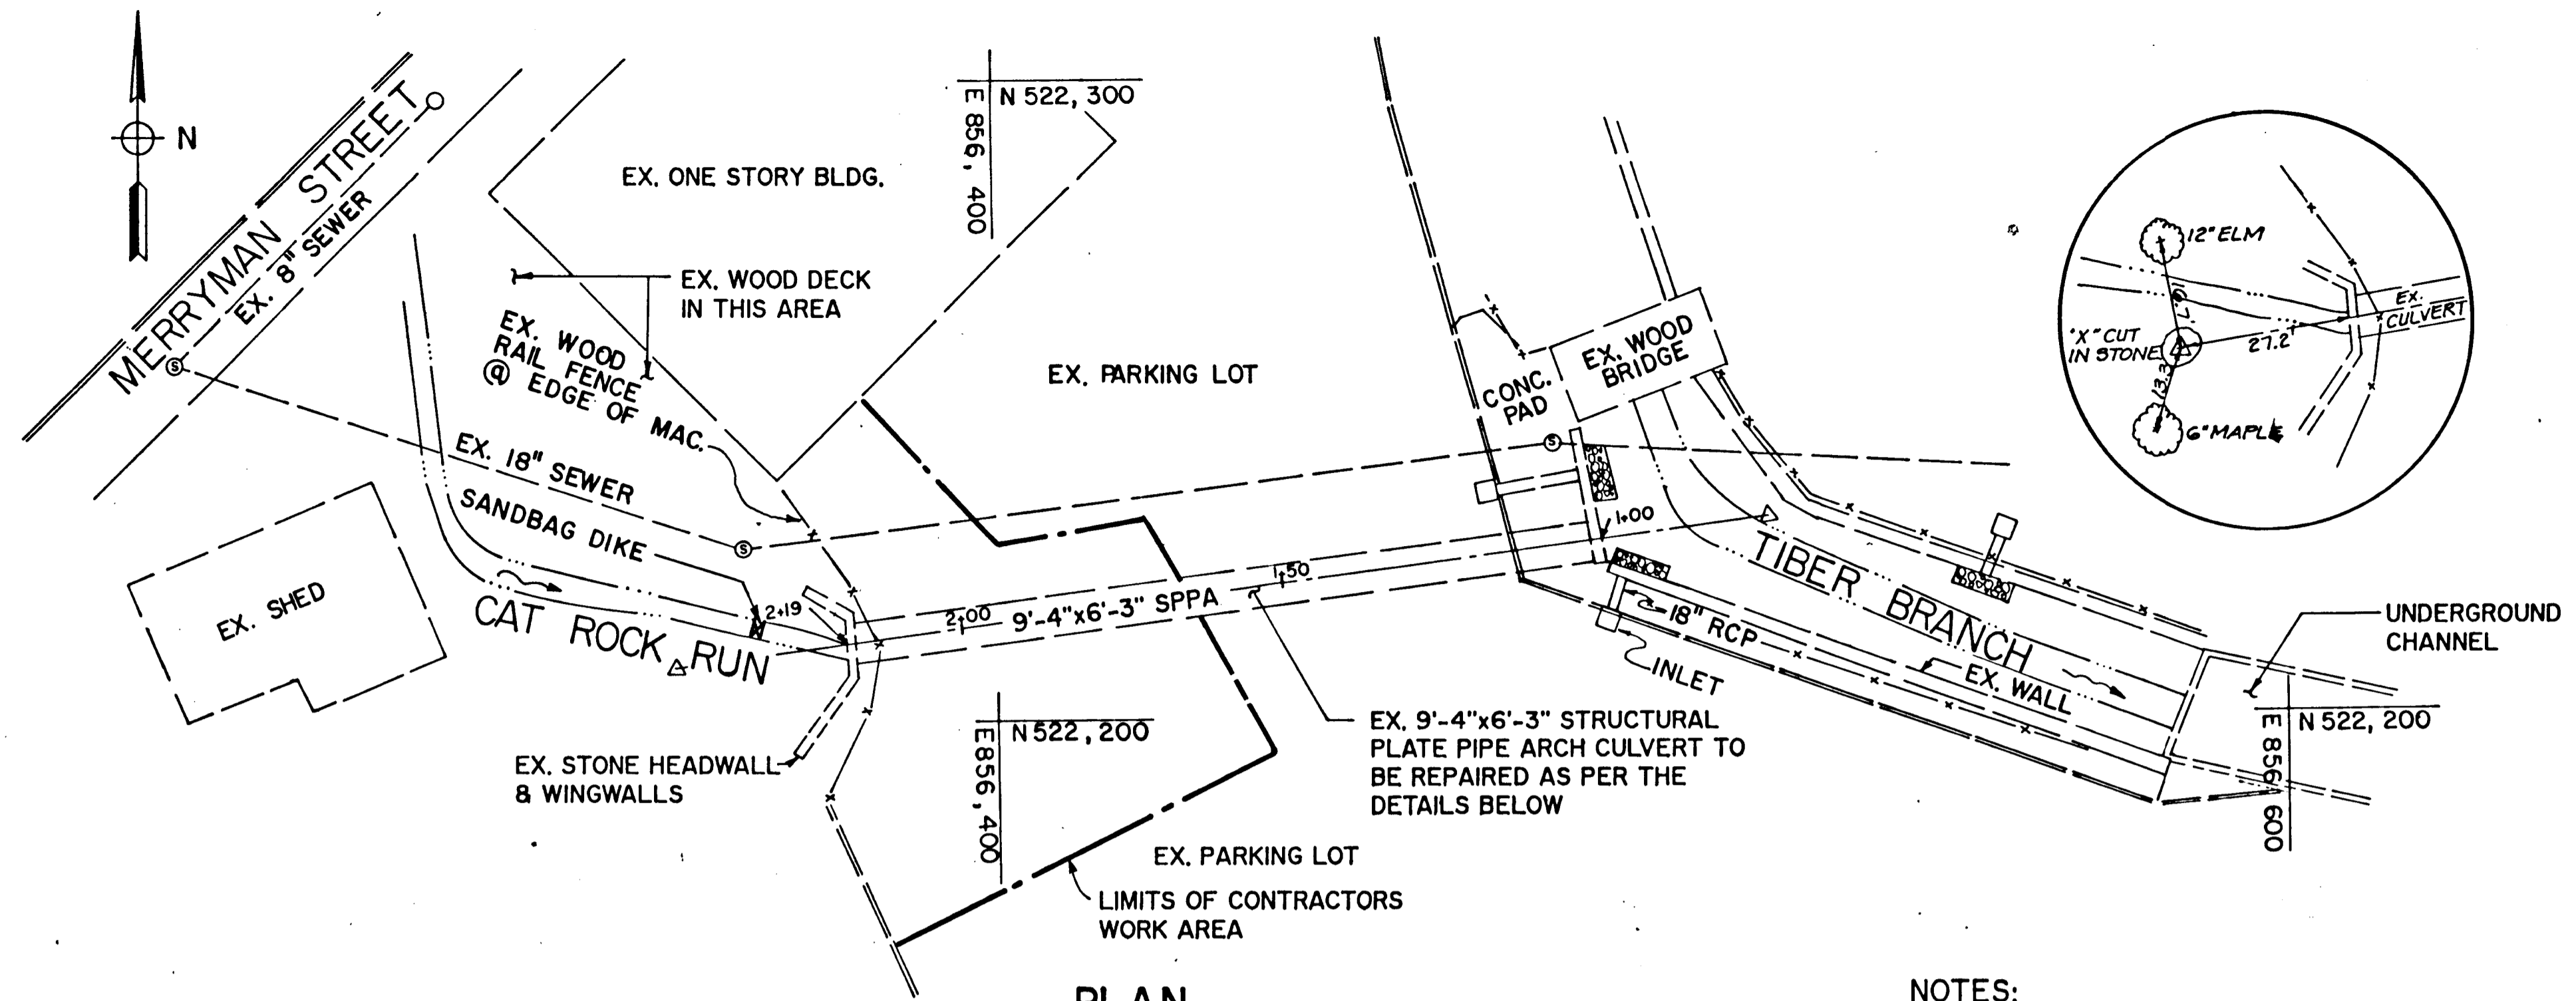 N
MERRYMAN STREET
EX. 8" SEWER
EX. ONE STORY BLDG.
N 522,300
E 856,400
EX. WOOD DECK
IN THIS AREA
EX. WOOD
RAIL FENCE
@ EDGE OF MAC.
EX. PARKING LOT
CONC.
PAD
EX. WOOD
BRIDGE
12" ELM
"X" CUT
IN STONE
27.2'
EX.
CULVERT
6" MAPLE
S
EX. 18" SEWER
SANDBAG DIKE
S
S
EX. SHED
CAT ROCK RUN
2+19
2+00
9'-4"x6'-3" SPPA
1+50
1+00
TIBER BRANCH
18" RCP
INLET
EX. WALL
UNDERGROUND
CHANNEL
EX. STONE HEADWALL
& WINGWALLS
N 522,200
E 856,400
EX. 9'-4"x6'-3" STRUCTURAL
PLATE PIPE ARCH CULVERT TO
BE REPAIRED AS PER THE
DETAILS BELOW
N 522,200
E 856,600
EX. PARKING LOT
LIMITS OF CONTRACTORS
WORK AREA
PLAN
NOTES: